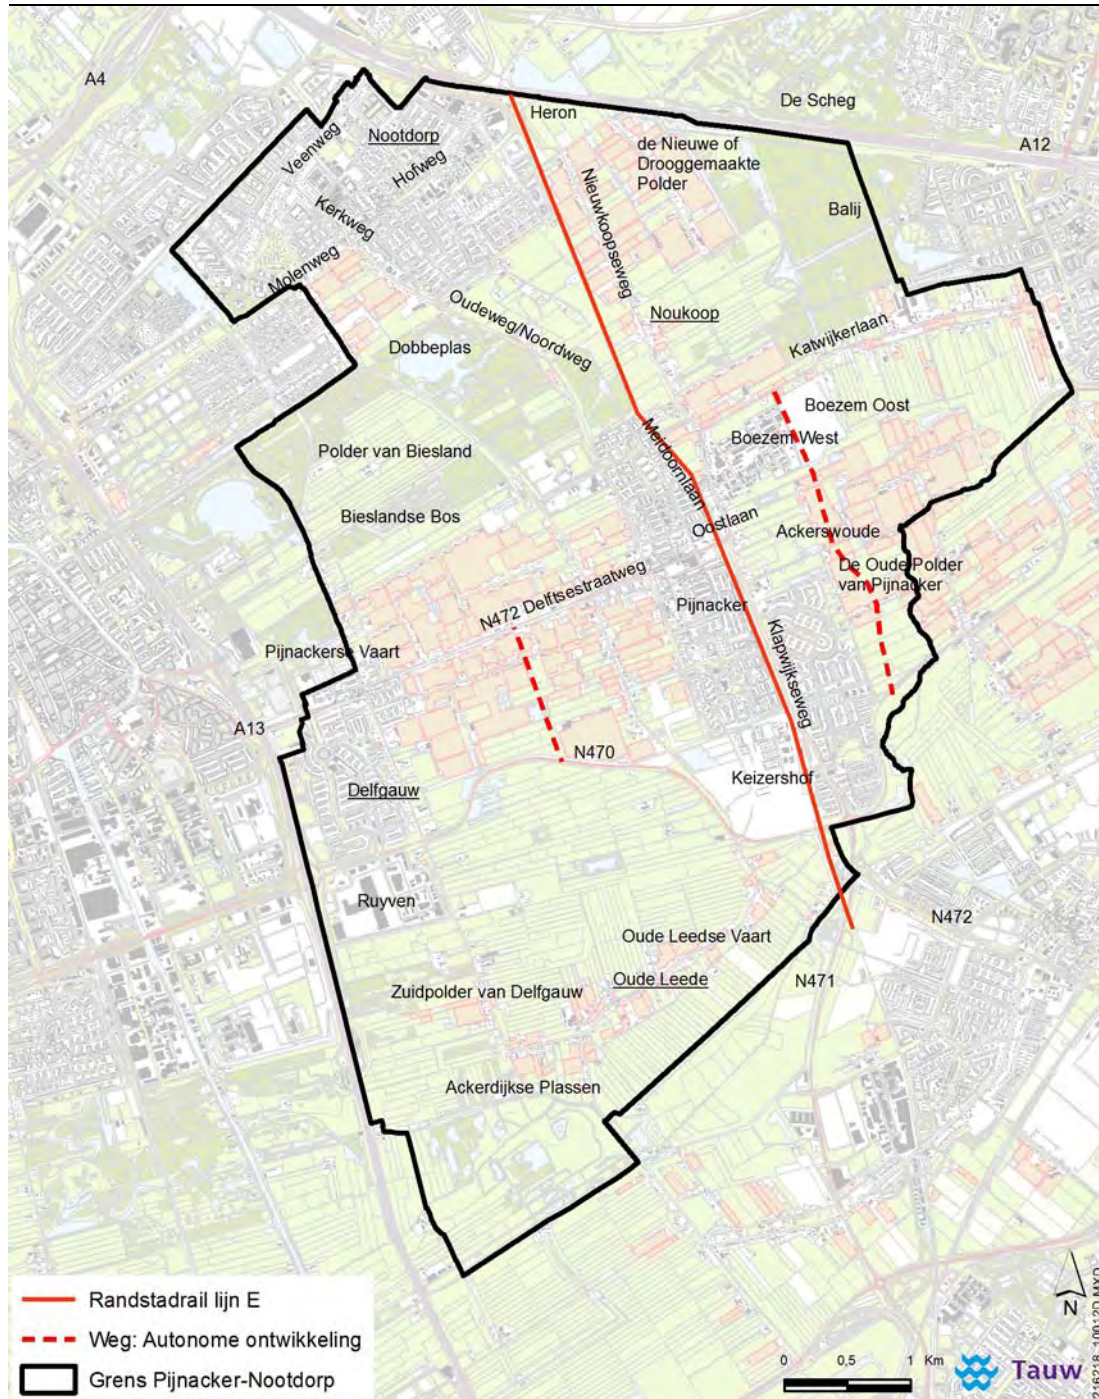 A4
De Scheg
Heron
A12
Nootdorp
Veenweg
Hofweg
de Nieuwe of
Drooggemaakte
Polder
Nieuwkoopseweg
Balij
Kerkweg
Molenweg
Oudeweg/Noordweg
Noukoop
Katwijkerlaan
Dobbeplas
Boezem Oost
Meidoornlaan
Boezem West
Polder van Biesland
Bieslandse Bos
Oostlaan
Ackerswoude
De Oude Polder
van Pijnacker
N472 Delftsestraatweg
Pijnacker
Klapwijkseweg
Pijnackerse Vaart
A13
N470
Keizershof
Delfgauw
Ruyven
N472
Oude Leedse Vaart
Oude Leede
N471
Zuidpolder van Delfgauw
Ackerdijkse Plassen
Randstadrail lijn E
Weg: Autonome ontwikkeling
Grens Pijnacker-Nootdorp
0 0,5 1 Km
N
Tauw